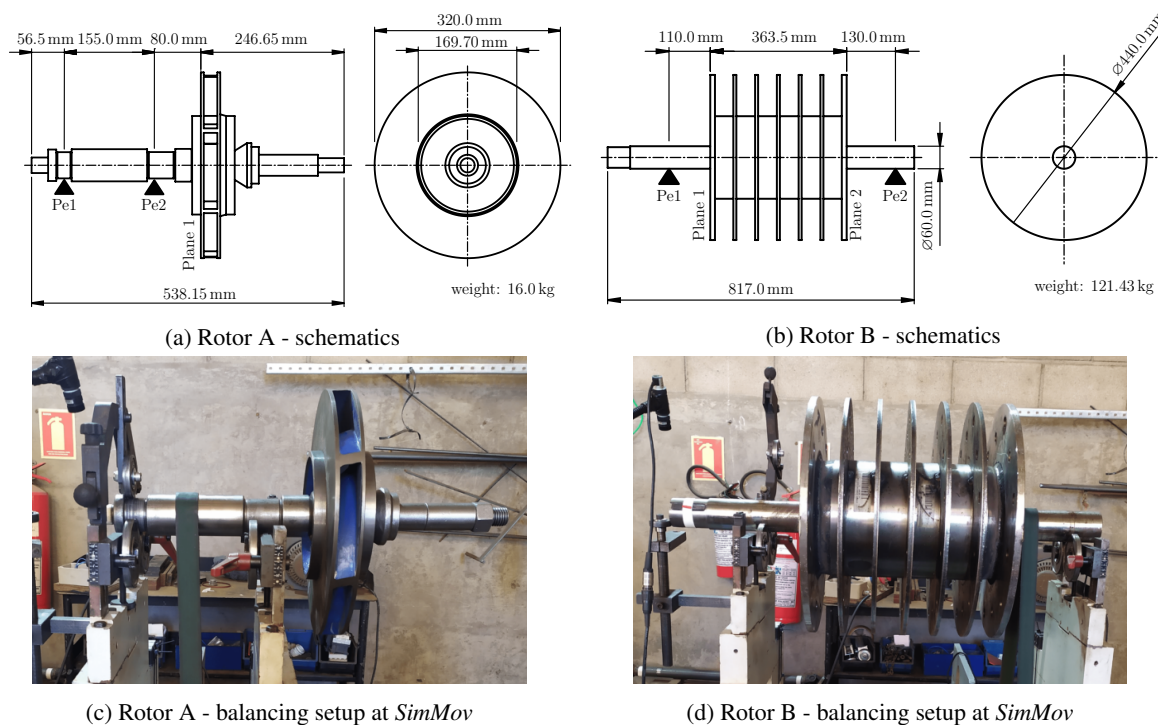 56.5 mm 155.0 mm 80.0 mm 246.65 mm
320.0 mm
169.70 mm
Pe1
Pe2
Plane 1
538.15 mm
weight: 16.0 kg
(a) Rotor A - schematics
110.0 mm 363.5 mm 130.0 mm
∅440.0 mm
Pe1
Plane 1
Plane 2
Pe2
∅60.0 mm
817.0 mm
weight: 121.43 kg
(b) Rotor B - schematics
(c) Rotor A - balancing setup at SimMov
(d) Rotor B - balancing setup at SimMov